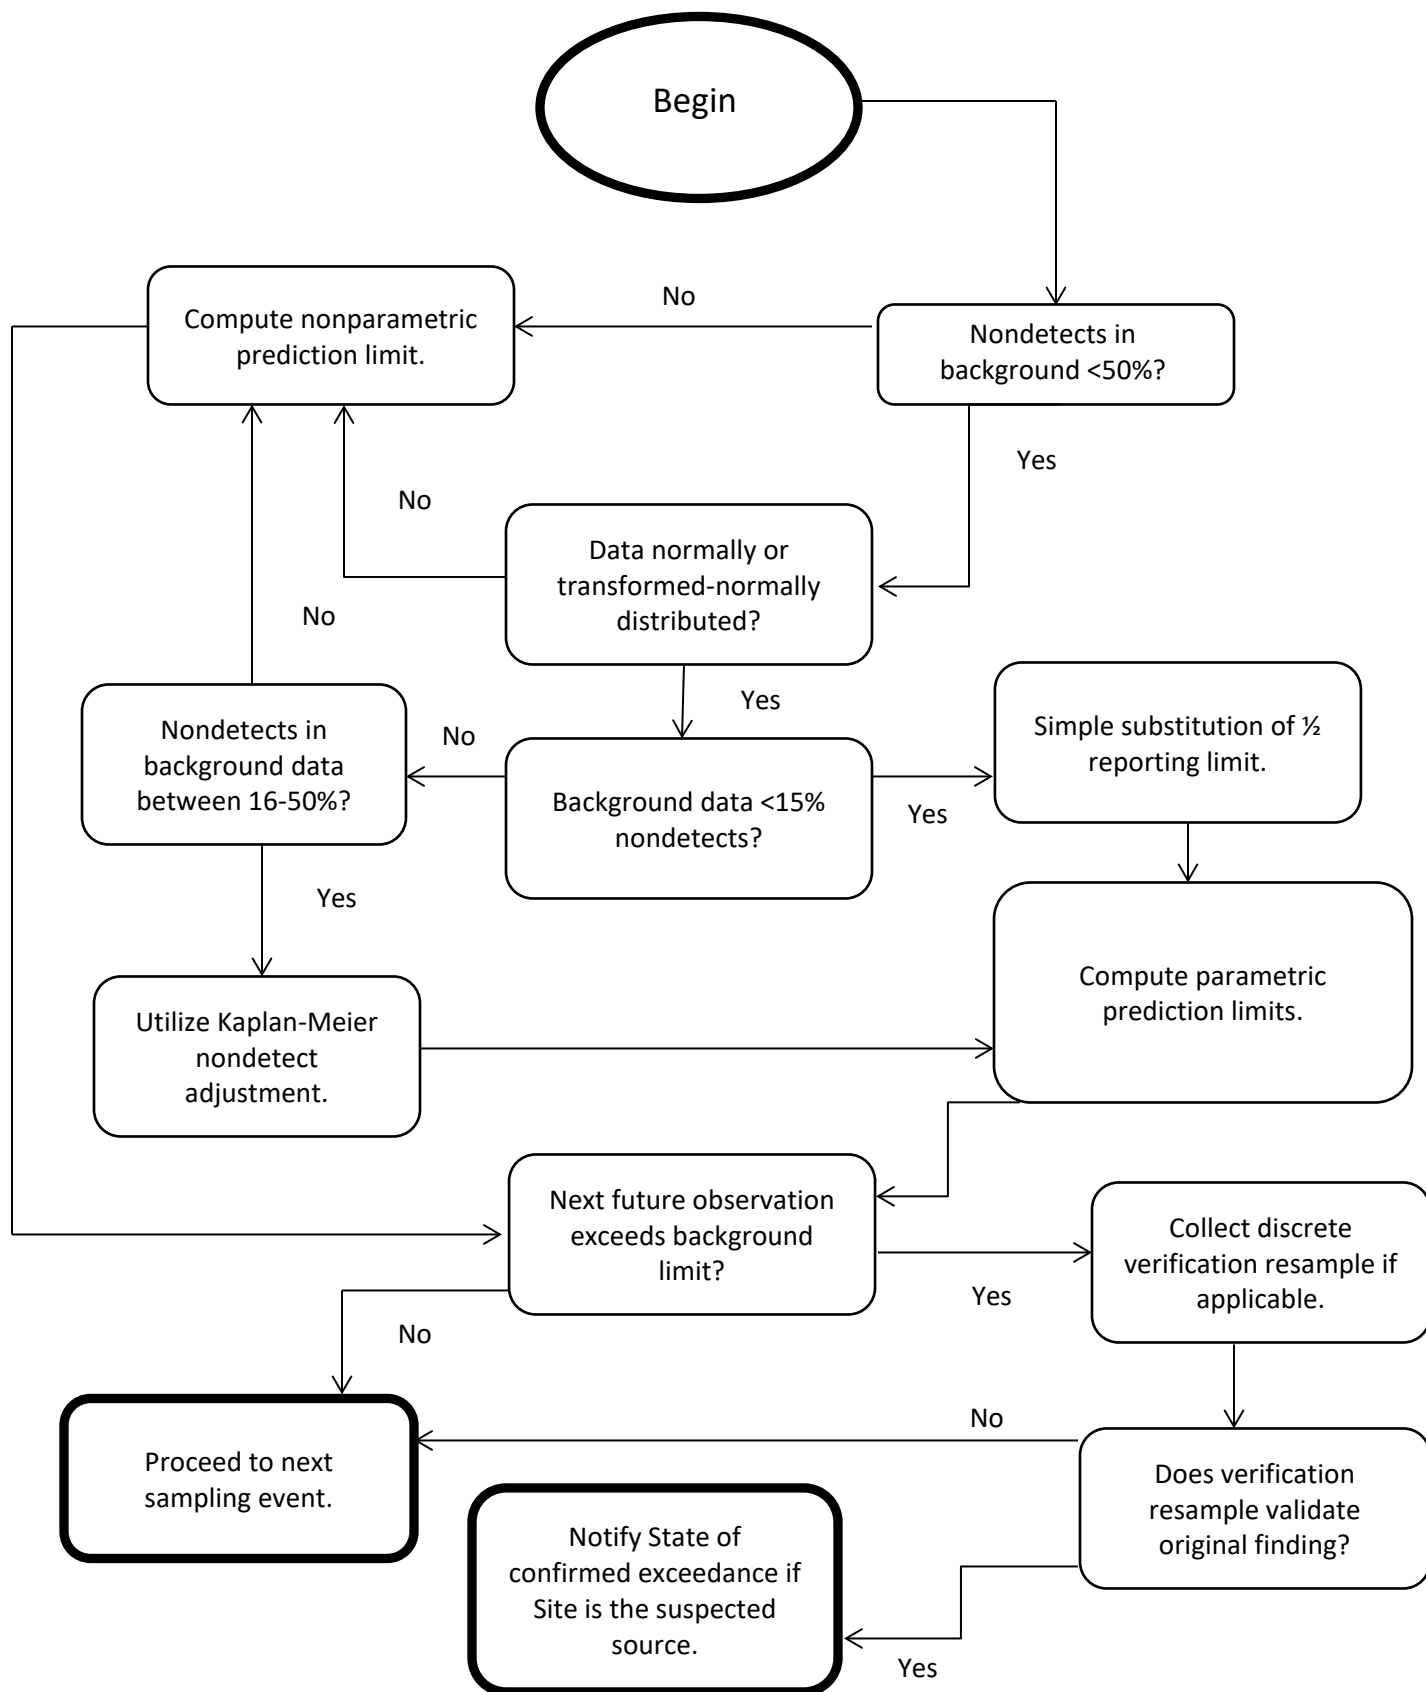 Begin
No
Compute nonparametric
prediction limit.
Nondetects in
background <50%?
Yes
No
Data normally or
transformed-normally
distributed?
No
Yes
Nondetects in
background data
between 16-50%?
No
Background data <15%
nondetects?
Yes
Simple substitution of ½
reporting limit.
Yes
Compute parametric
prediction limits.
Utilize Kaplan-Meier
nondetect
adjustment.
Next future observation
exceeds background
limit?
Yes
Collect discrete
verification resample if
applicable.
No
No
Proceed to next
sampling event.
Does verification
resample validate
original finding?
Notify State of
confirmed exceedance if
Site is the suspected
source.
Yes